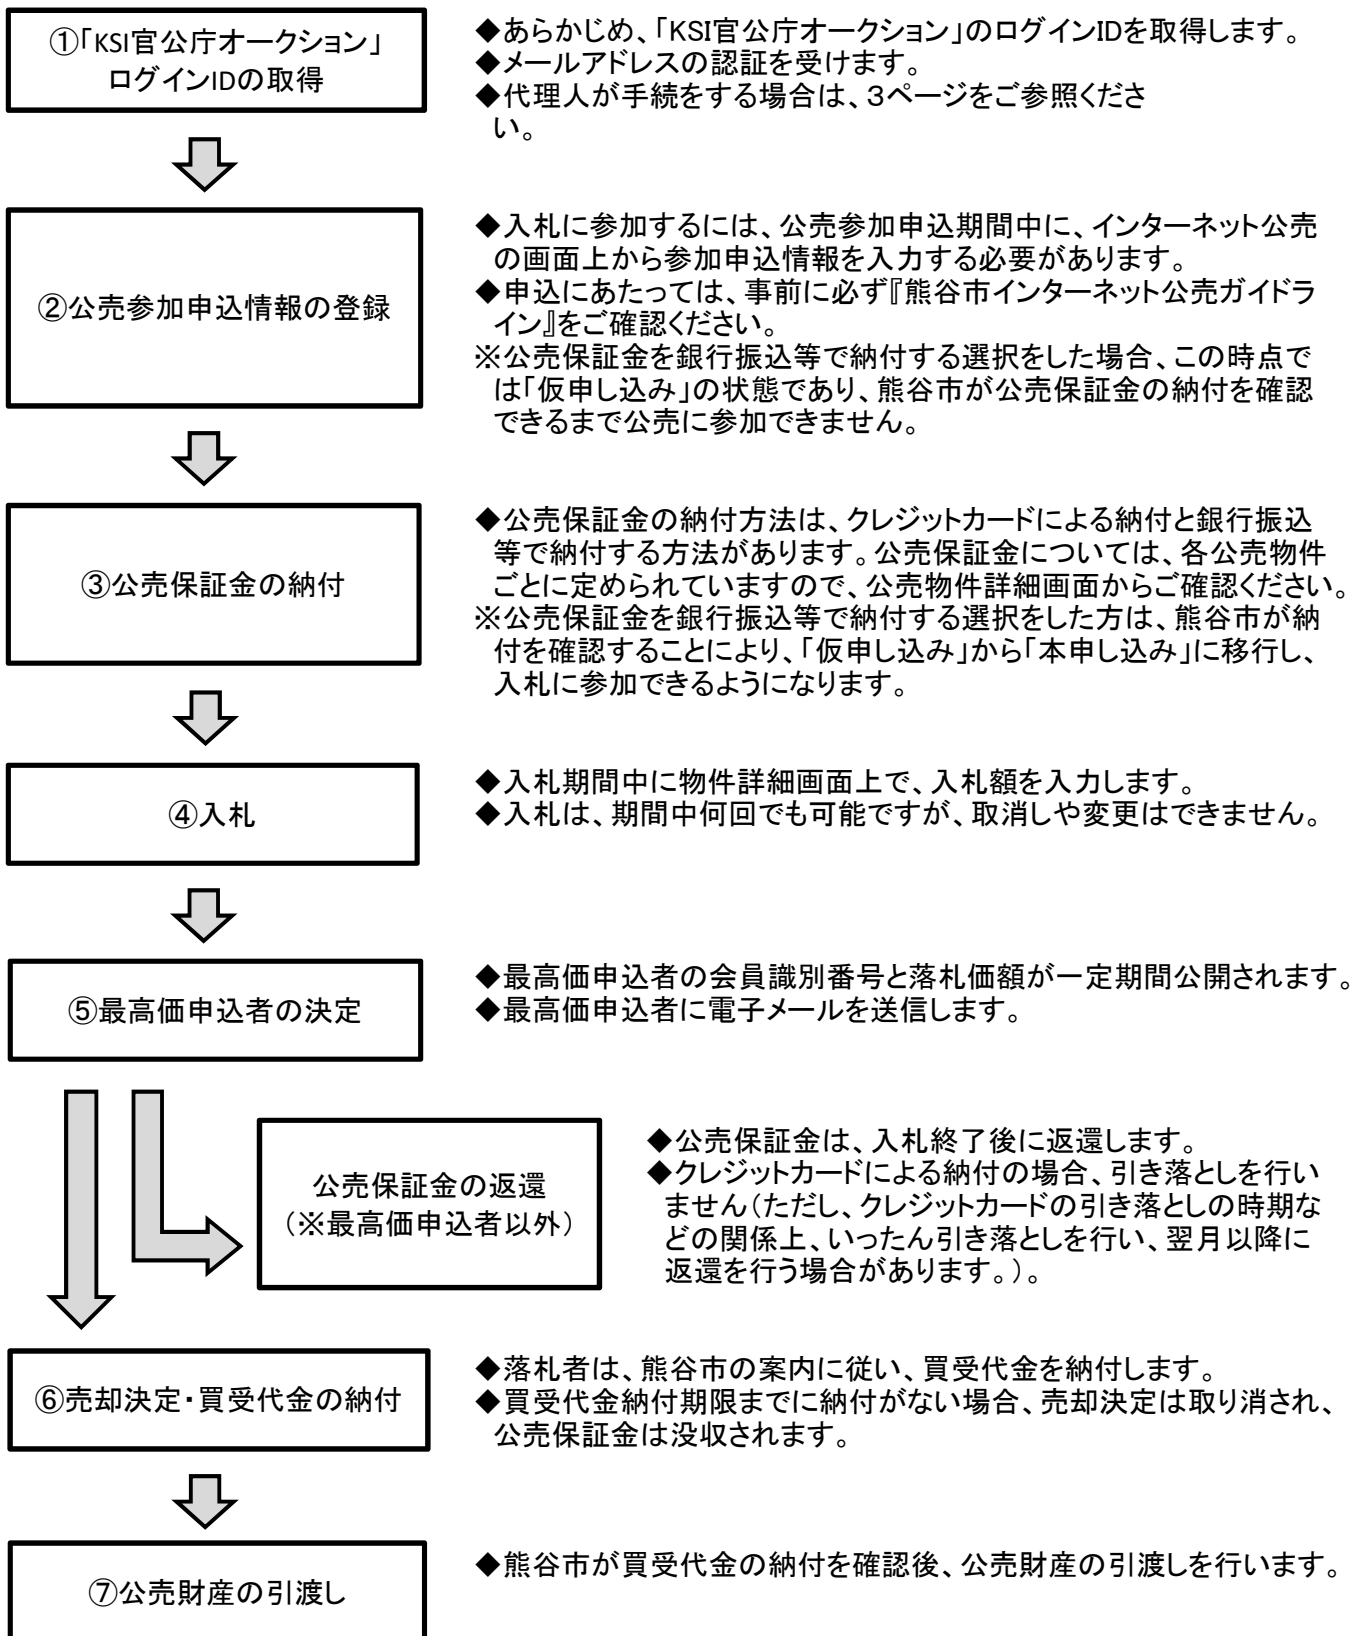 ①「KSI官公庁オークション」
ログインIDの取得
◆あらかじめ、「KSI官公庁オークション」のログインIDを取得します。
◆メールアドレスの認証を受けます。
◆代理人が手続をする場合は、3ページをご参照くださ
い。
②公売参加申込情報の登録
◆入札に参加するには、公売参加申込期間中に、インターネット公売
の画面上から参加申込情報を入力する必要があります。
◆申込にあたっては、事前に必ず『熊谷市インターネット公売ガイドラ
イン』をご確認ください。
※公売保証金を銀行振込等で納付する選択をした場合、この時点で
は「仮申し込み」の状態であり、熊谷市が公売保証金の納付を確認
できるまで公売に参加できません。
③公売保証金の納付
◆公売保証金の納付方法は、クレジットカードによる納付と銀行振込
等で納付する方法があります。公売保証金については、各公売物件
ごとに定められていますので、公売物件詳細画面からご確認ください。
※公売保証金を銀行振込等で納付する選択をした方は、熊谷市が納
付を確認することにより、「仮申し込み」から「本申し込み」に移行し、
入札に参加できるようになります。
④入札
◆入札期間中に物件詳細画面上で、入札額を入力します。
◆入札は、期間中何回でも可能ですが、取消しや変更はできません。
⑤最高価申込者の決定
◆最高価申込者の会員識別番号と落札価額が一定期間公開されます。
◆最高価申込者に電子メールを送信します。
公売保証金の返還
(※最高価申込者以外)
◆公売保証金は、入札終了後に返還します。
◆クレジットカードによる納付の場合、引き落としを行い
ません(ただし、クレジットカードの引き落としの時期な
どの関係上、いったん引き落としを行い、翌月以降に
返還を行う場合があります。)。
⑥売却決定・買受代金の納付
◆落札者は、熊谷市の案内に従い、買受代金を納付します。
◆買受代金納付期限までに納付がない場合、売却決定は取り消され、
公売保証金は没収されます。
⑦公売財産の引渡し
◆熊谷市が買受代金の納付を確認後、公売財産の引渡しを行います。